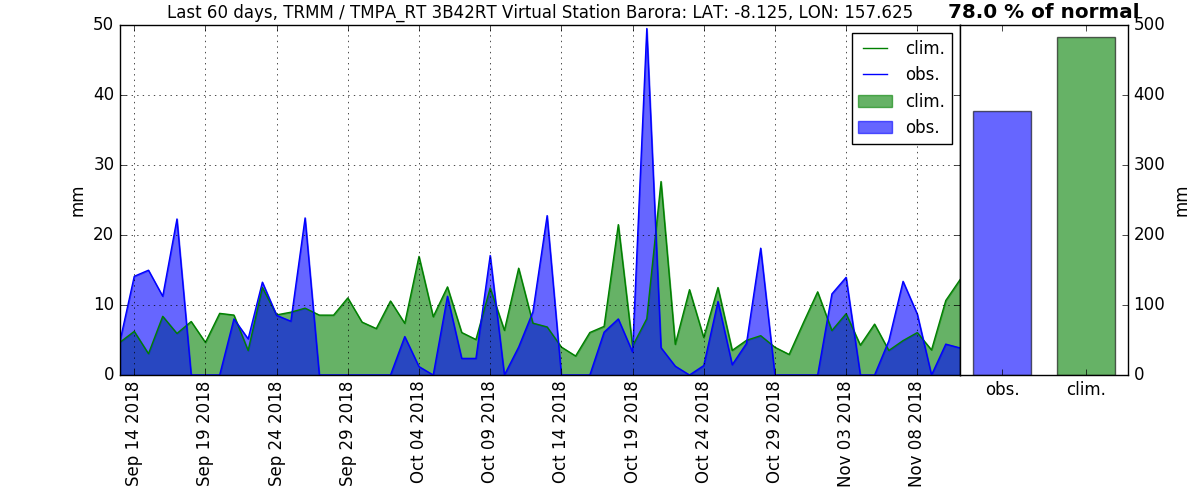 Last 60 days, TRMM / TMPA_RT 3B42RT Virtual Station Barora: LAT: -8.125, LON: 157.625
78.0 % of normal
50
40
30
20
10
0
mm
clim.
obs.
clim.
obs.
500
400
300
200
100
0
mm
Sep 14 2018
Sep 19 2018
Sep 24 2018
Sep 29 2018
Oct 04 2018
Oct 09 2018
Oct 14 2018
Oct 19 2018
Oct 24 2018
Oct 29 2018
Nov 03 2018
Nov 08 2018
obs.
clim.